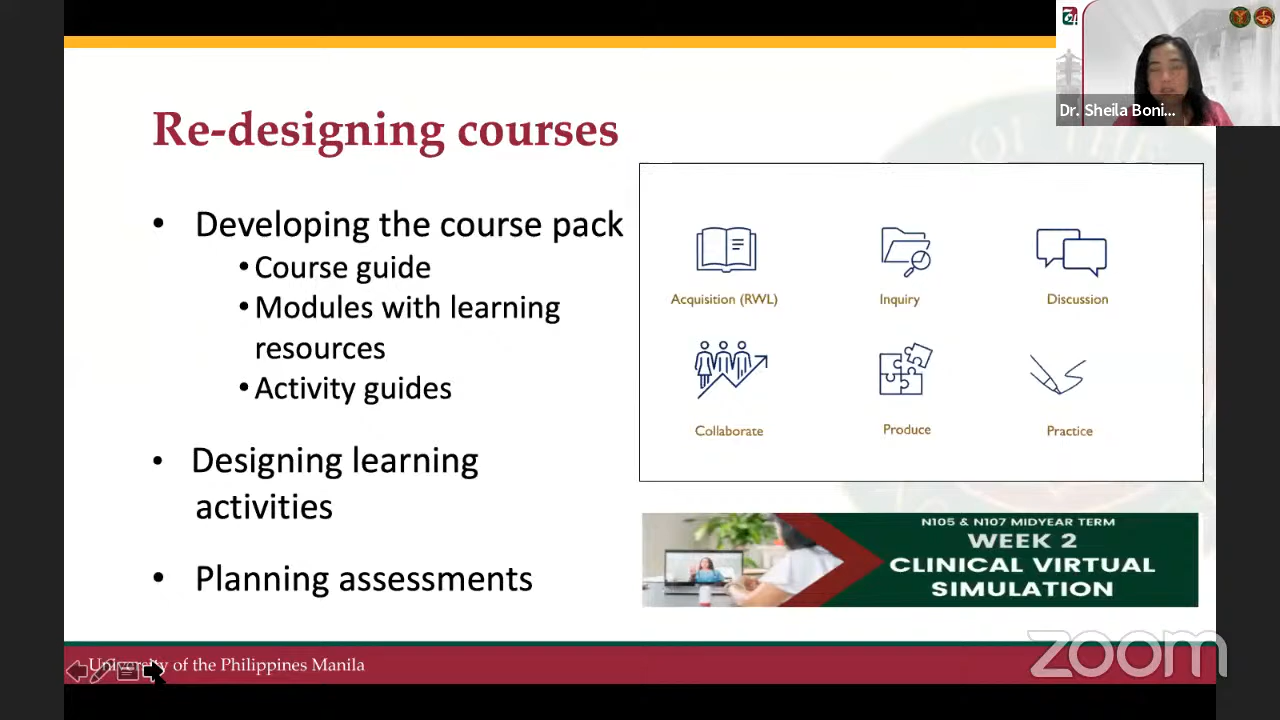 Dr. Sheila Boni...
Re-designing courses
• Developing the course pack
• Course guide
• Modules with learning
resources
• Activity guides
• Designing learning
activities
• Planning assessments
Acquisition (RWL)
Inquiry
Discussion
Collaborate
Produce
Practice
N105 & N107 MIDYEAR TERM
WEEK 2
CLINICAL VIRTUAL
SIMULATION
University of the Philippines Manila
zoom